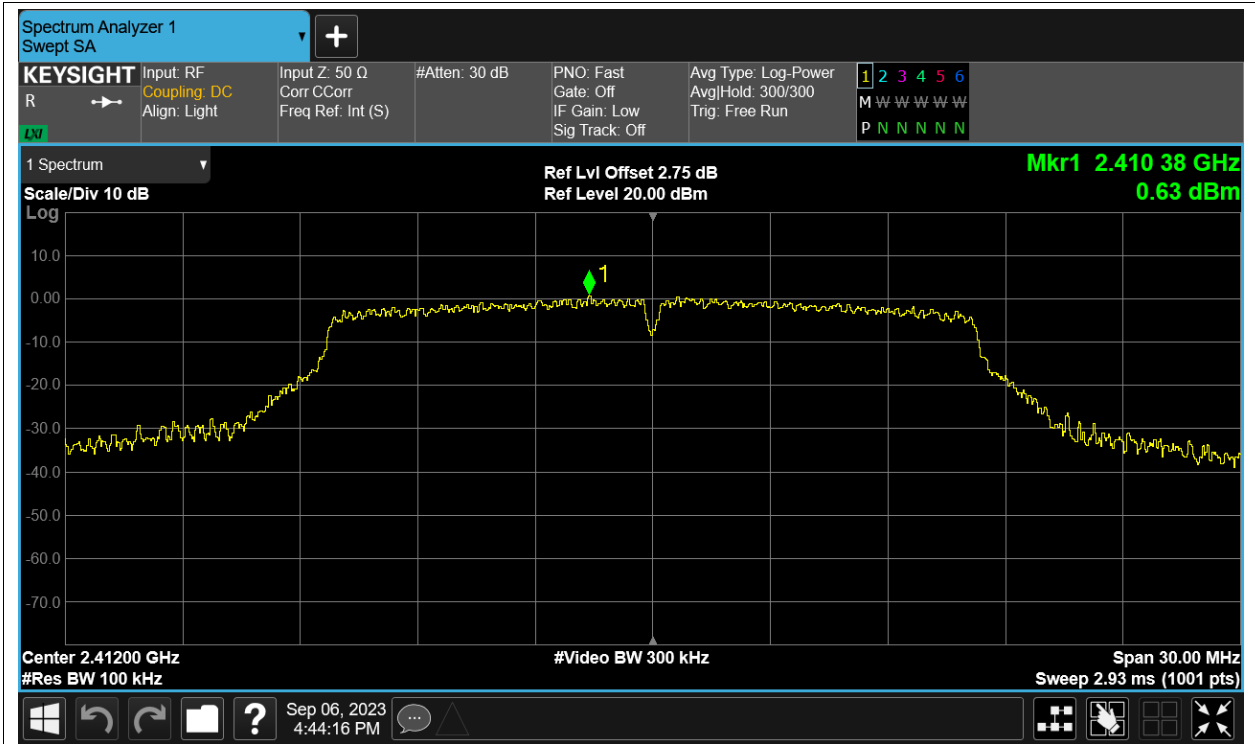 Spectrum Analyzer 1
Swept SA
KEYSIGHT
R
LXI
Input: RF
Coupling: DC
Align: Light
Input Z: 50 Ω
Corr CCorr
Freq Ref: Int (S)
#Atten: 30 dB
PNO: Fast
Gate: Off
IF Gain: Low
Sig Track: Off
Avg Type: Log-Power
Avg|Hold: 300/300
Trig: Free Run
1 2 3 4 5 6
M W W W W W
P N N N N N
1 Spectrum
Scale/Div 10 dB
Log
Ref Lvl Offset 2.75 dB
Ref Level 20.00 dBm
Mkr1 2.410 38 GHz
0.63 dBm
1
10.0
0.00
-10.0
-20.0
-30.0
-40.0
-50.0
-60.0
-70.0
Center 2.41200 GHz
#Res BW 100 kHz
#Video BW 300 kHz
Span 30.00 MHz
Sweep 2.93 ms (1001 pts)
?
Sep 06, 2023
4:44:16 PM